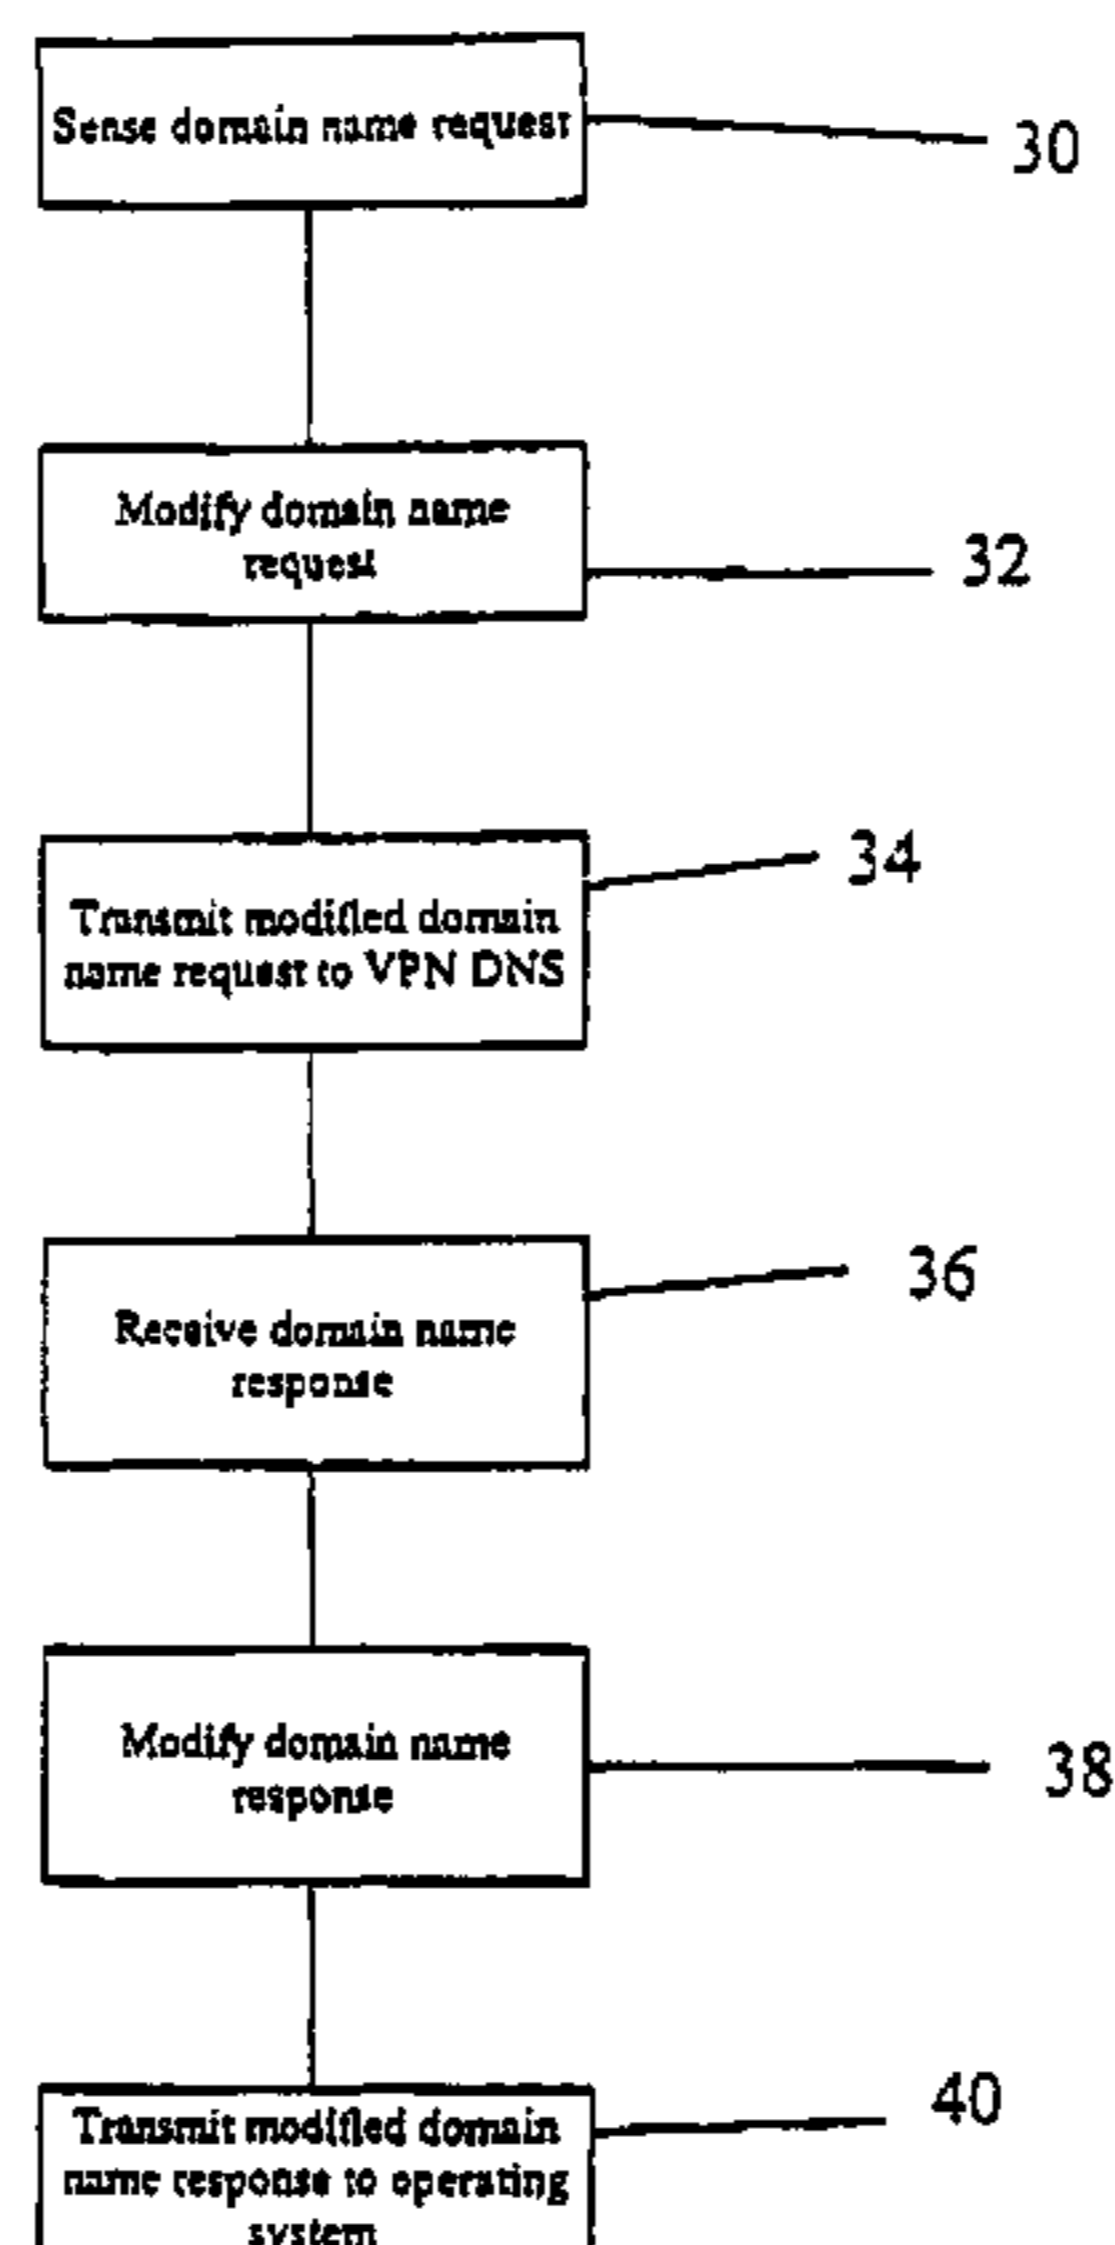 Sense domain name request
30
Modify domain name
request
32
34
Transmit modified domain
name request to VPN DNS
36
Receive domain name
response
Modify domain name
response
38
40
Transmit modified domain
name response to operating
system